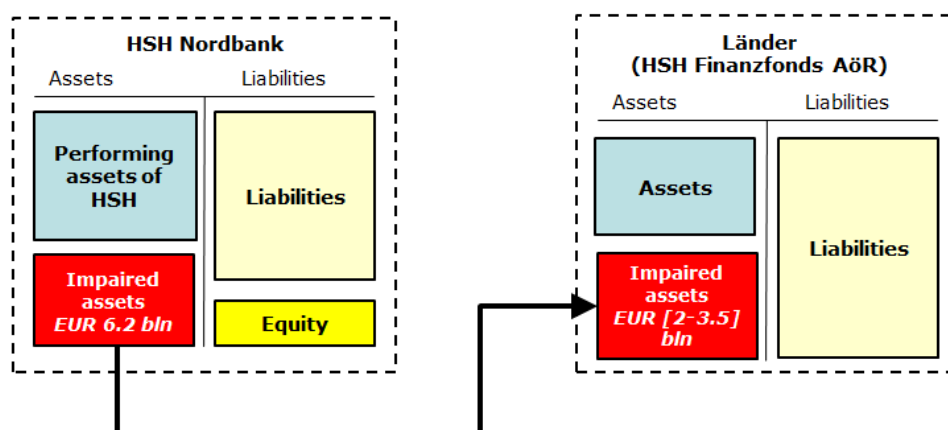 HSH Nordbank
Assets
Liabilities
Performing
assets of
HSH
Liabilities
Impaired
assets
EUR 6.2 bln
Equity
Länder
(HSH Finanzfonds AöR)
Assets
Liabilities
Assets
Liabilities
Impaired
assets
EUR [2-3.5]
bln